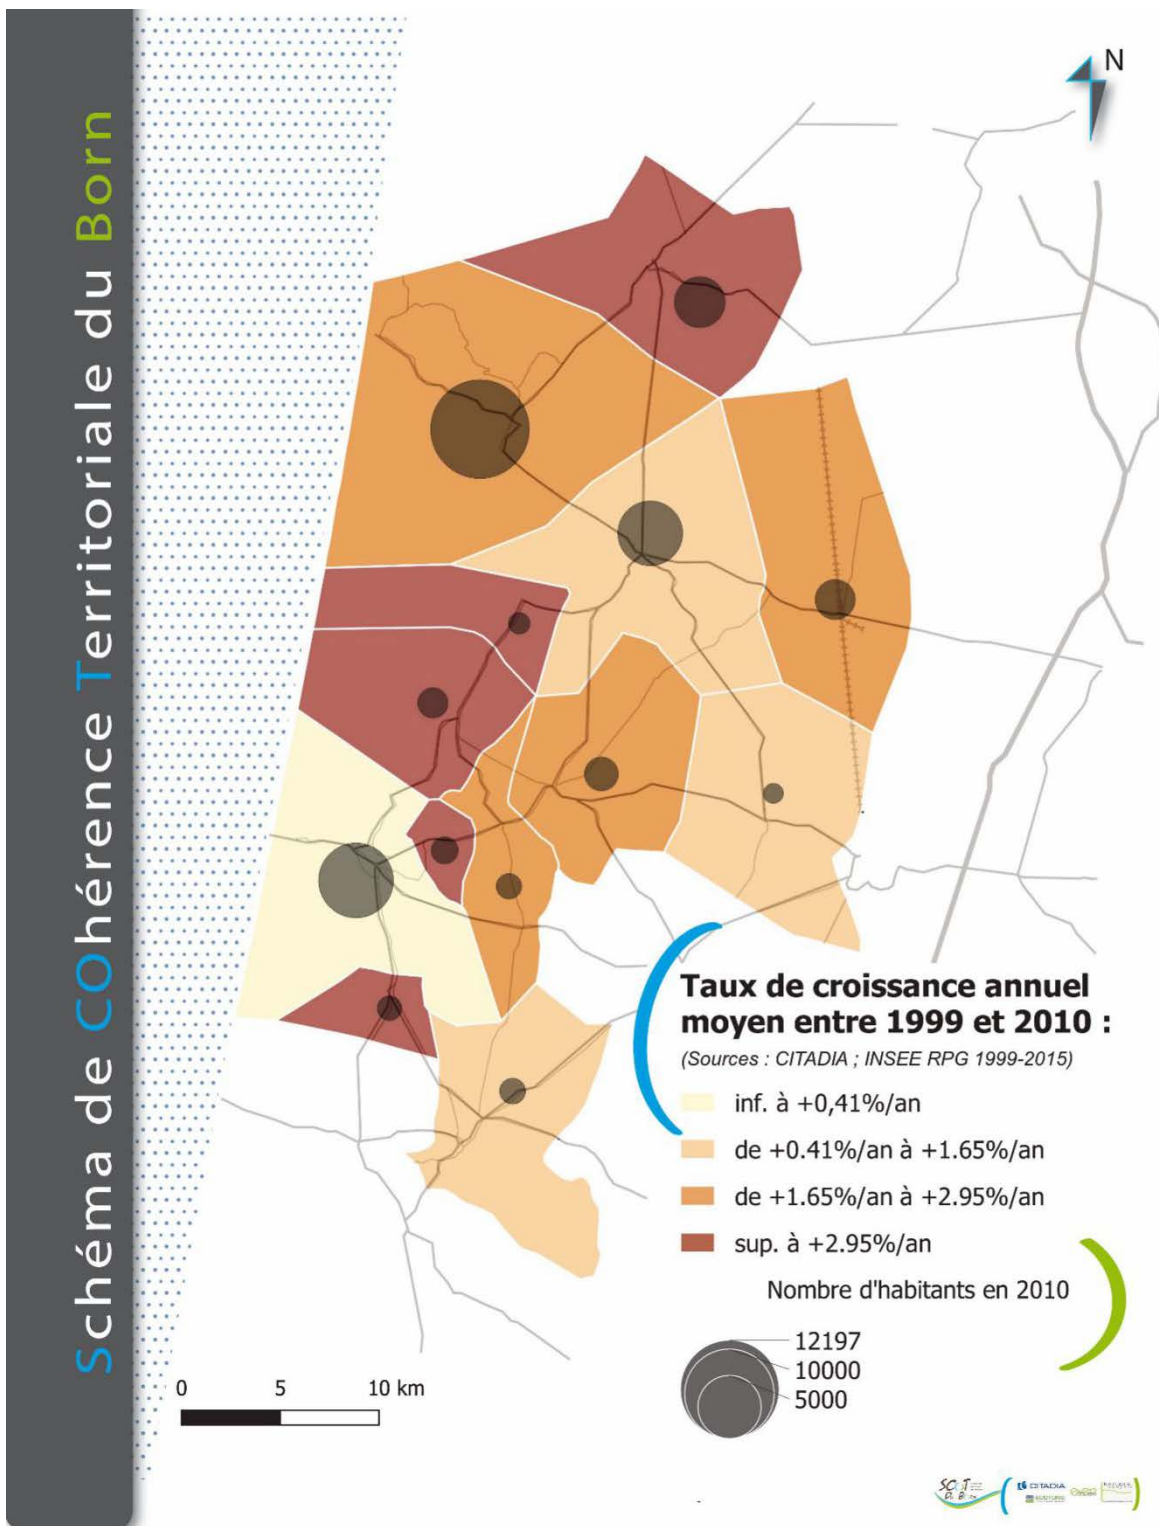 Schéma de COhérence Territoriale du Born
N
Taux de croissance annuel
moyen entre 1999 et 2010 :
(Sources : CITADIA ; INSEE RPG 1999-2015)
inf. à +0,41%/an
de +0.41%/an à +1.65%/an
de +1.65%/an à +2.95%/an
sup. à +2.95%/an
Nombre d'habitants en 2010
12197
10000
5000
0 5 10 km
SCOT
CITADIA